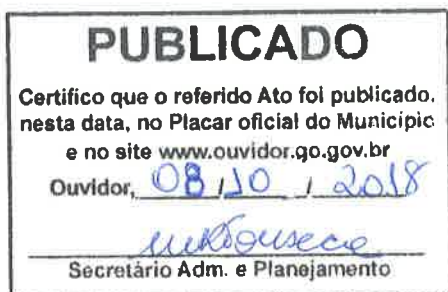 PUBLICADO
Certifico que o referido Ato foi publicado.
nesta data, no Placar oficial do Município
e no site www.ouvidor.go.gov.br
Ouvidor, 08 / 10 / 2018
Secretário Adm. e Planejamento